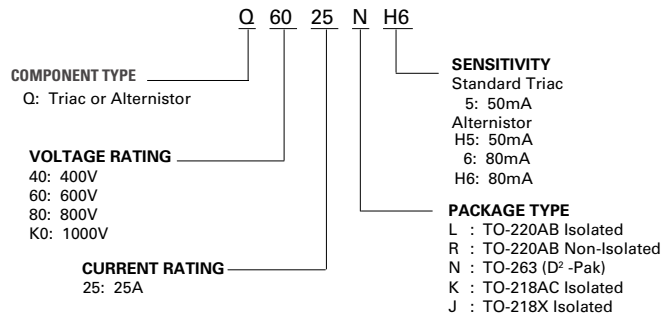 Q 60 25 N H6
COMPONENT TYPE
Q: Triac or Alternistor
VOLTAGE RATING
40: 400V
60: 600V
80: 800V
K0: 1000V
CURRENT RATING
25: 25A
SENSITIVITY
Standard Triac
5: 50mA
Alternistor
H5: 50mA
6: 80mA
H6: 80mA
PACKAGE TYPE
L : TO-220AB Isolated
R : TO-220AB Non-Isolated
N : TO-263 (D² -Pak)
K : TO-218AC Isolated
J : TO-218X Isolated